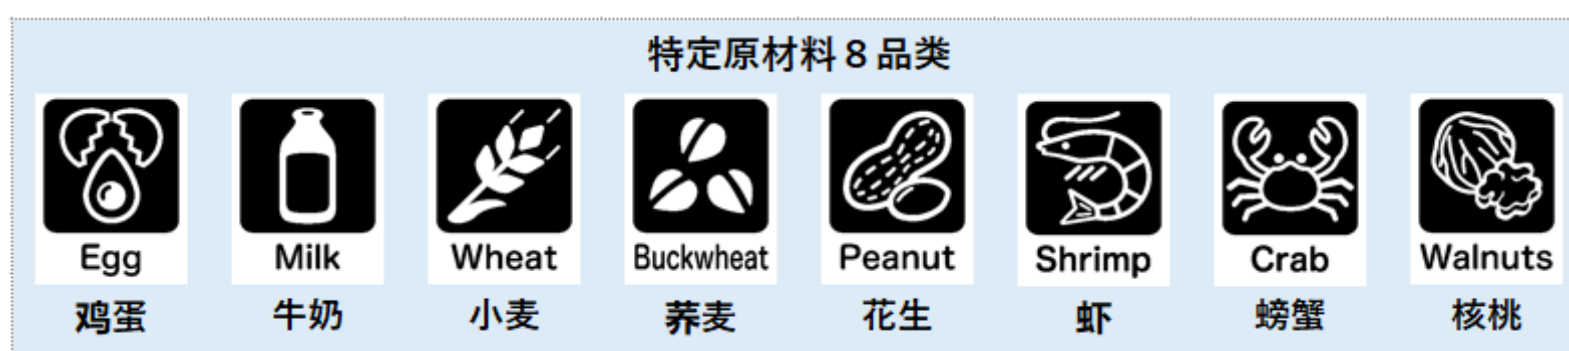 特定原材料８品类
Egg Milk Wheat Buckwheat Peanut Shrimp Crab Walnuts
鸡蛋 牛奶 小麦 荞麦 花生 虾 螃蟹 核桃